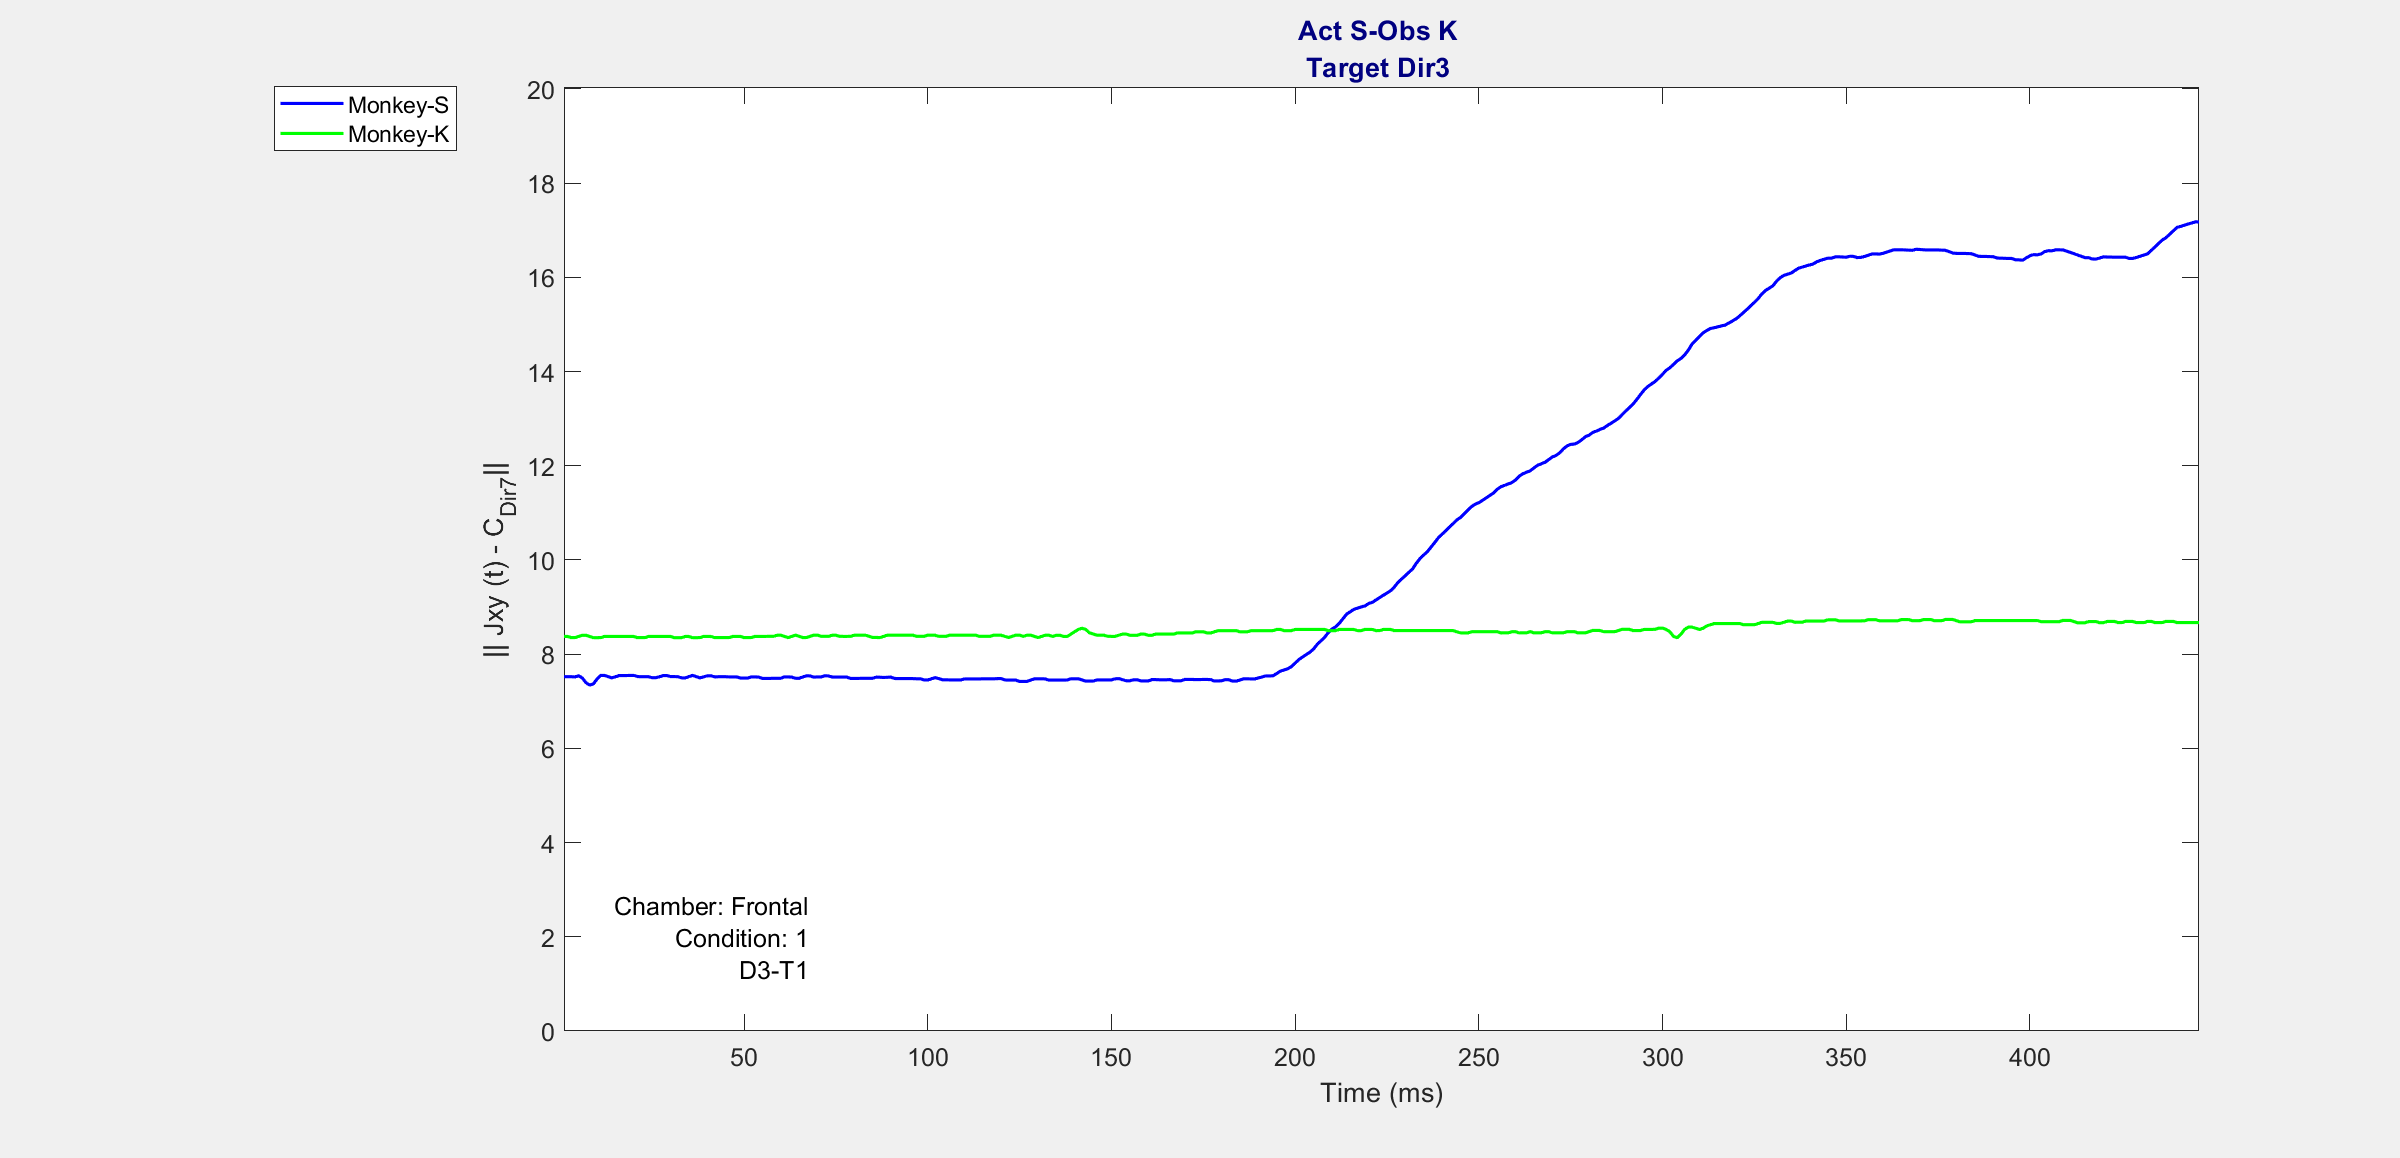 Act S-Obs K
Target Dir3
Monkey-S
Monkey-K
20
18
16
14
12
10
8
6
4
2
0
|| Jxy (t) - C_Dir7||
Chamber: Frontal
Condition: 1
D3-T1
50 100 150 200 250 300 350 400
Time (ms)